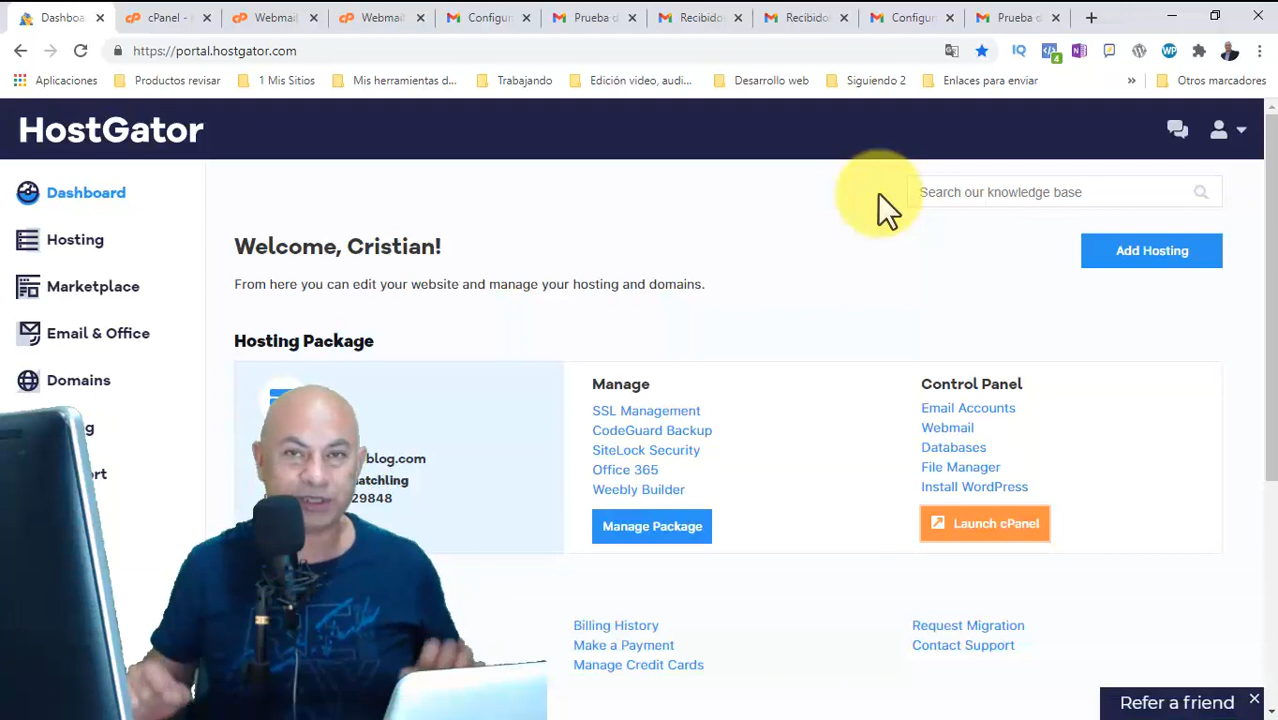 Dashboa
cPanel -
Webmail
Webmail
Configur
Prueba d
Recibido
Recibido
Configur
Prueba d
https://portal.hostgator.com
4
Aplicaciones
Productos revisar
1 Mis Sitios
Mis herramientas d...
Trabajando
Edición video, audi...
Desarrollo web
Siguiendo 2
Enlaces para enviar
»
Otros marcadores
HostGator
Dashboard
Search our knowledge base
Hosting
Welcome, Cristian!
Add Hosting
Marketplace
From here you can edit your website and manage your hosting and domains.
Email & Office
Hosting Package
Domains
Manage
Control Panel
SSL Management
Email Accounts
CodeGuard Backup
Webmail
SiteLock Security
Databases
Office 365
File Manager
Weebly Builder
Install WordPress
blog.com
atchling
29848
Manage Package
Launch cPanel
Billing History
Request Migration
Make a Payment
Contact Support
Manage Credit Cards
Refer a friend